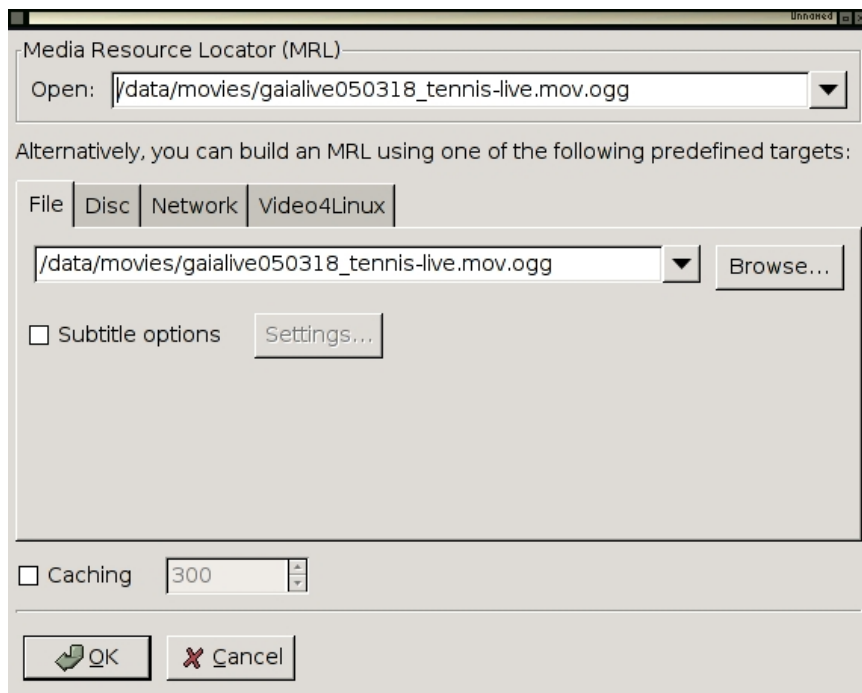 Unnamed
Media Resource Locator (MRL)
Open: /data/movies/gaialive050318_tennis-live.mov.ogg
Alternatively, you can build an MRL using one of the following predefined targets:
File Disc Network Video4Linux
/data/movies/gaialive050318_tennis-live.mov.ogg Browse...
Subtitle options Settings...
Caching 300
OK Cancel